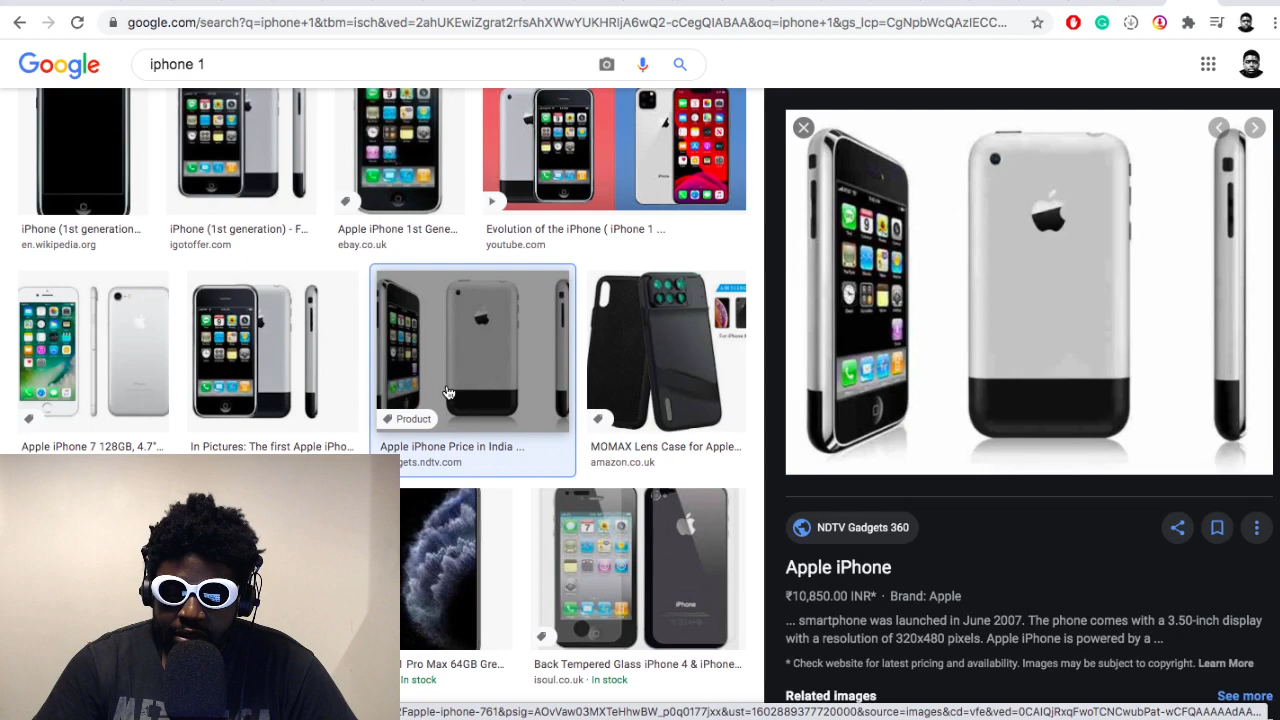 google.com/search?q=iphone+1&tbm=isch&ved=2ahUKEwiZgrat2rfsAhXWwYUKHRljA6wQ2-cCegQIABAA&oq=iphone+1&gs_lcp=CgNpbWcQAzIECC...
Google
iphone 1
iPhone (1st generation...
en.wikipedia.org
iPhone (1st generation) - F...
igotoffer.com
Apple iPhone 1st Gene...
ebay.co.uk
Evolution of the iPhone ( iPhone 1 ...
youtube.com
Product
Apple iPhone 7 128GB, 4.7"...
In Pictures: The first Apple iPho...
Apple iPhone Price in India ...
gets.ndtv.com
MOMAX Lens Case for Apple...
amazon.co.uk
iPhone
1 Pro Max 64GB Gre...
In stock
Back Tempered Glass iPhone 4 & iPhone...
isoul.co.uk · In stock
NDTV Gadgets 360
Apple iPhone
₹10,850.00 INR* · Brand: Apple
... smartphone was launched in June 2007. The phone comes with a 3.50-inch display
with a resolution of 320x480 pixels. Apple iPhone is powered by a ...
* Check website for latest pricing and availability. Images may be subject to copyright. Learn More
Related images
See more